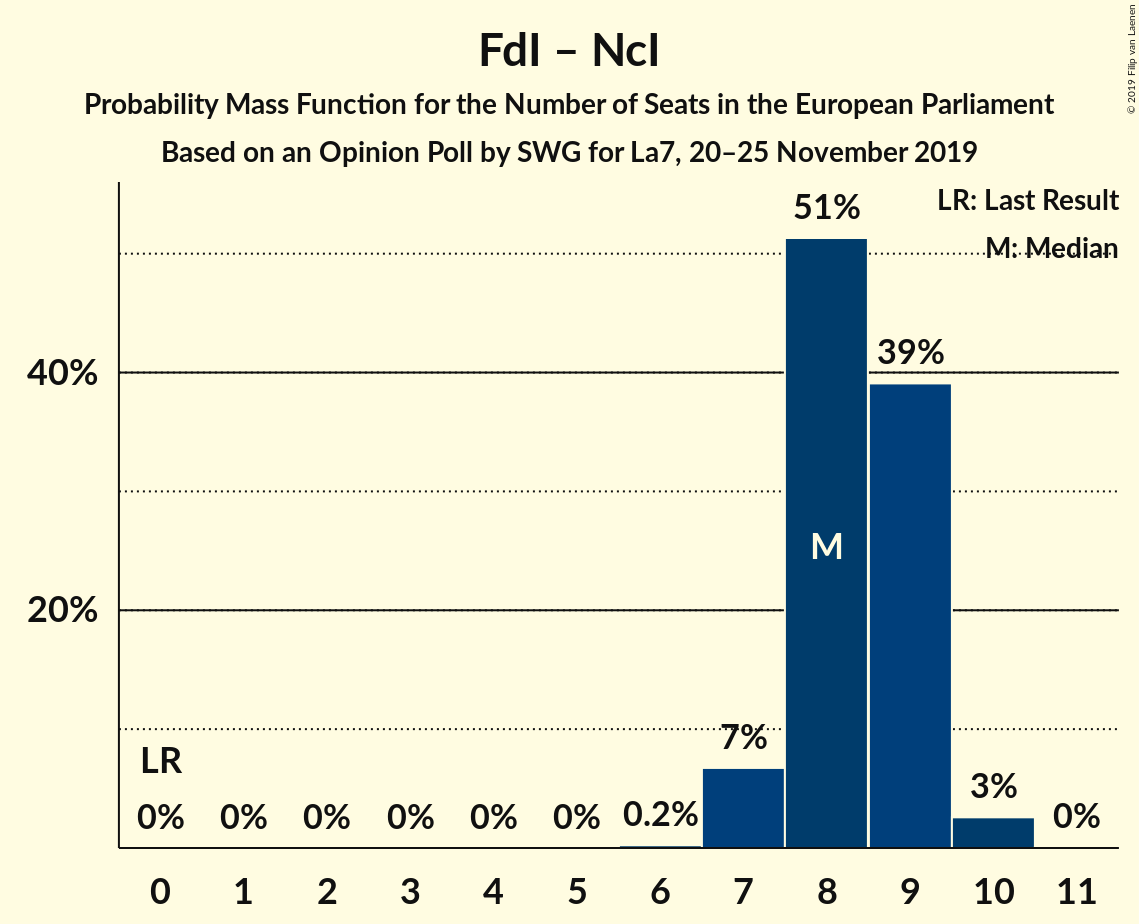 FdI – NcI
Probability Mass Function for the Number of Seats in the European Parliament
Based on an Opinion Poll by SWG for La7, 20–25 November 2019
© 2019 Filip van Laenen
LR: Last Result
M: Median
40%
20%
LR
0%
0%
0%
0%
0%
0%
0.2%
7%
51%
39%
3%
0%
M
0 1 2 3 4 5 6 7 8 9 10 11